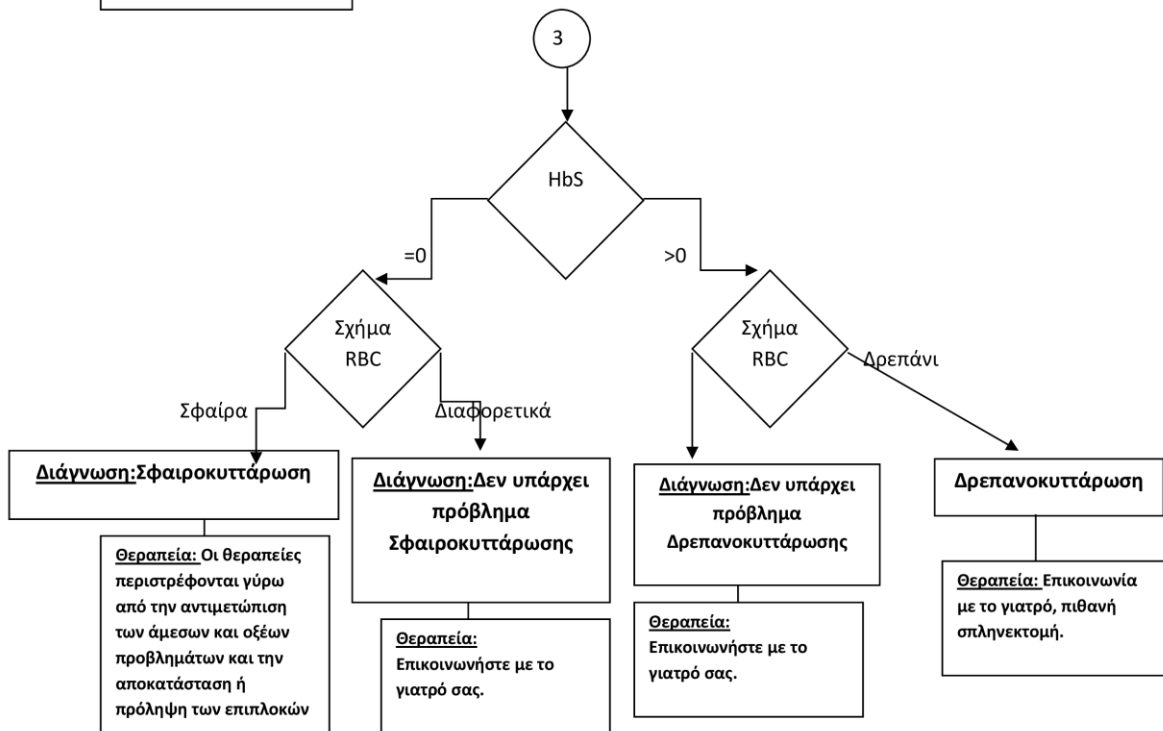 3
HbS
=0
>0
Σχήμα
RBC
Σχήμα
RBC
Σφαίρα
Διαφορετικά
Δρεπάνι
Διάγνωση:Σφαιροκυττάρωση
Θεραπεία: Οι θεραπείες
περιστρέφονται γύρω
από την αντιμετώπιση
των άμεσων και οξέων
προβλημάτων και την
αποκατάσταση ή
πρόληψη των επιπλοκών
Διάγνωση:Δεν υπάρχει
πρόβλημα
Σφαιροκυττάρωσης
Θεραπεία:
Επικοινωνήστε με το
γιατρό σας.
Διάγνωση:Δεν υπάρχει
πρόβλημα
Δρεπανοκυττάρωσης
Θεραπεία:
Επικοινωνήστε με το
γιατρό σας.
Δρεπανοκυττάρωση
Θεραπεία: Επικοινωνία
με το γιατρό, πιθανή
σπληνεκτομή.